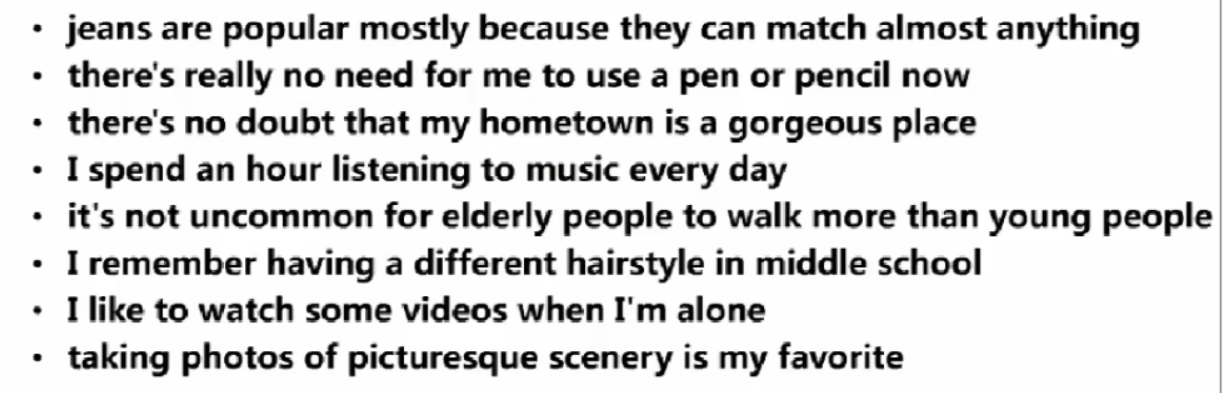 • jeans are popular mostly because they can match almost anything
• there's really no need for me to use a pen or pencil now
• there's no doubt that my hometown is a gorgeous place
• I spend an hour listening to music every day
• it's not uncommon for elderly people to walk more than young people
• I remember having a different hairstyle in middle school
• I like to watch some videos when I'm alone
• taking photos of picturesque scenery is my favorite